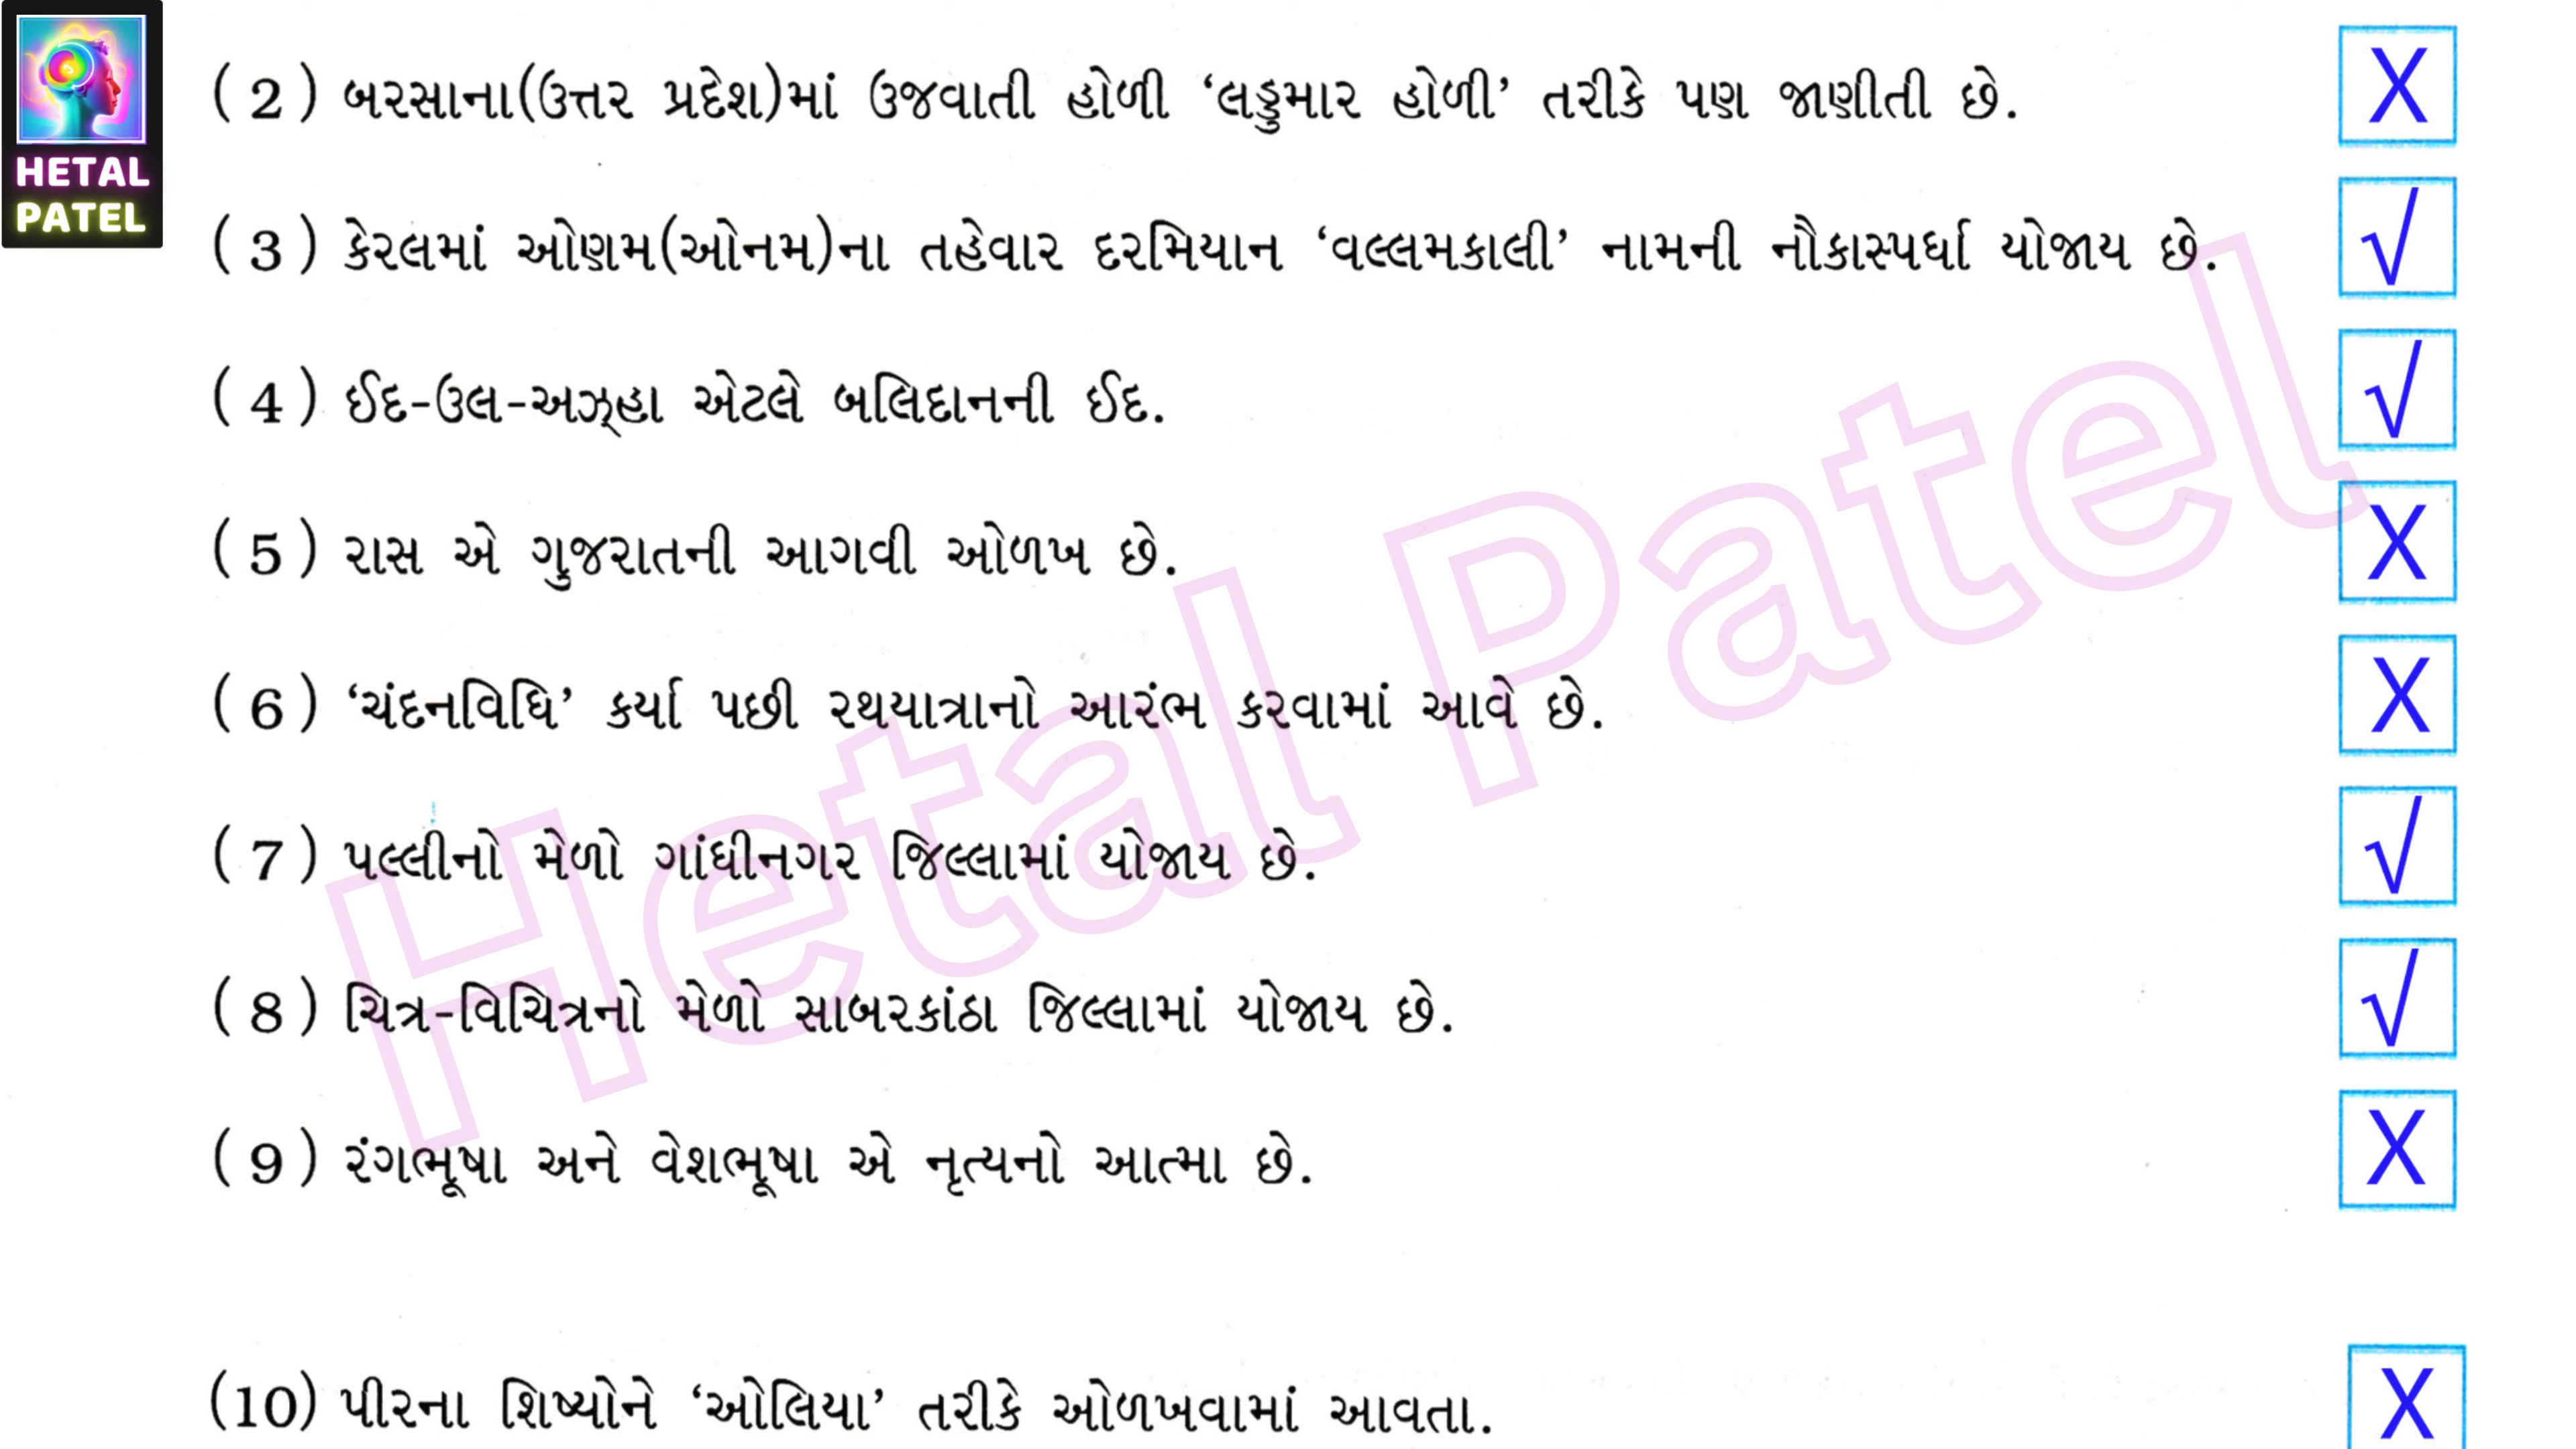 HETAL
PATEL
( 2 ) બરસાના(ઉત્તર પ્રદેશ)માં ઉજવાતી હોળી ‘લડ્ડુમાર હોળી’ તરીકે પણ જાણીતી છે. X
( 3 ) કેરલમાં ઓણમ(ઓનમ)ના તહેવાર દરમિયાન ‘વલ્લમકાલી’ નામની નૌકાસ્પર્ધા યોજાય છે. √
( 4 ) ઈદ-ઉલ-અઝ્હા એટલે બલિદાનની ઈદ. √
( 5 ) રાસ એ ગુજરાતની આગવી ઓળખ છે. X
( 6 ) ‘ચંદનવિધિ’ કર્યા પછી રથયાત્રાનો આરંભ કરવામાં આવે છે. X
( 7 ) પલ્લીનો મેળો ગાંધીનગર જિલ્લામાં યોજાય છે. √
( 8 ) ચિત્ર-વિચિત્રનો મેળો સાબરકાંઠા જિલ્લામાં યોજાય છે. √
( 9 ) રંગભૂષા અને વેશભૂષા એ નૃત્યનો આત્મા છે. X
(10) પીરના શિષ્યોને ‘ઓલિયા’ તરીકે ઓળખવામાં આવતા. X
Hetal Patel